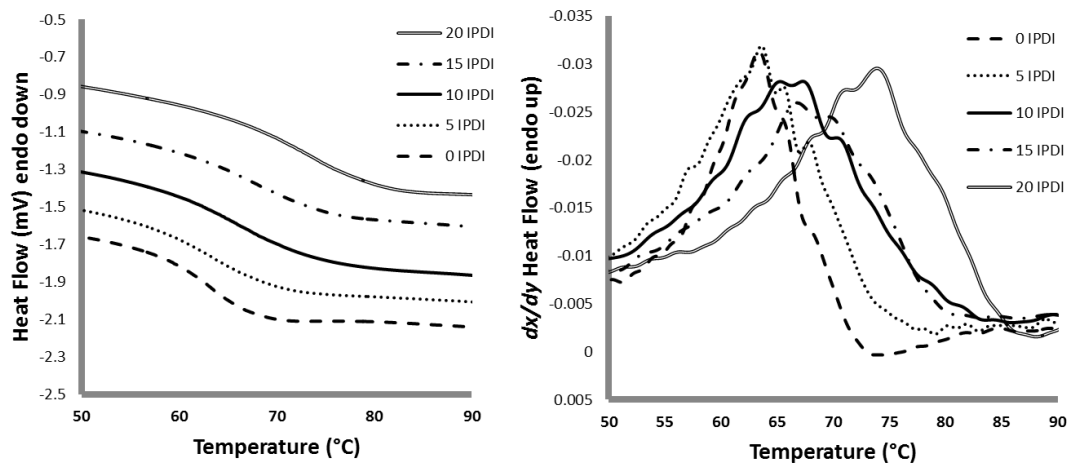 -0.5
-0.7
-0.9
-1.1
-1.3
-1.5
-1.7
-1.9
-2.1
-2.3
-2.5
Heat Flow (mV) endo down
20 IPDI
15 IPDI
10 IPDI
5 IPDI
0 IPDI
50 60 70 80 90
Temperature (°C)
-0.035
-0.03
-0.025
-0.02
-0.015
-0.01
-0.005
0
0.005
dx/dy Heat Flow (endo up)
0 IPDI
5 IPDI
10 IPDI
15 IPDI
20 IPDI
50 55 60 65 70 75 80 85 90
Temperature (°C)